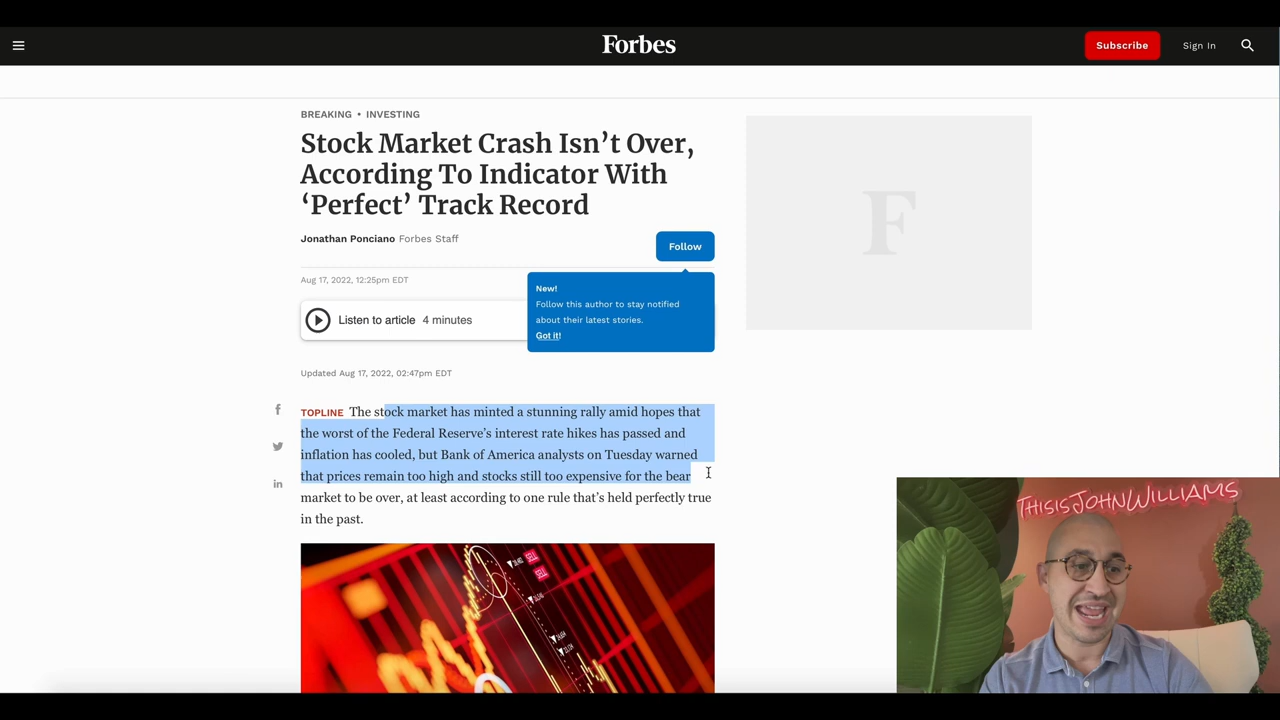 Forbes
Subscribe
Sign In
BREAKING • INVESTING
Stock Market Crash Isn’t Over,
According To Indicator With
‘Perfect’ Track Record
Jonathan Ponciano Forbes Staff
Follow
Aug 17, 2022, 12:25pm EDT
New!
Follow this author to stay notified
about their latest stories.
Got it!
Listen to article 4 minutes
Updated Aug 17, 2022, 02:47pm EDT
TOPLINE The stock market has minted a stunning rally amid hopes that
the worst of the Federal Reserve’s interest rate hikes has passed and
inflation has cooled, but Bank of America analysts on Tuesday warned
that prices remain too high and stocks still too expensive for the bear
market to be over, at least according to one rule that’s held perfectly true
in the past.
F
SELL
SELL
THISISJOHNWILLIAMS